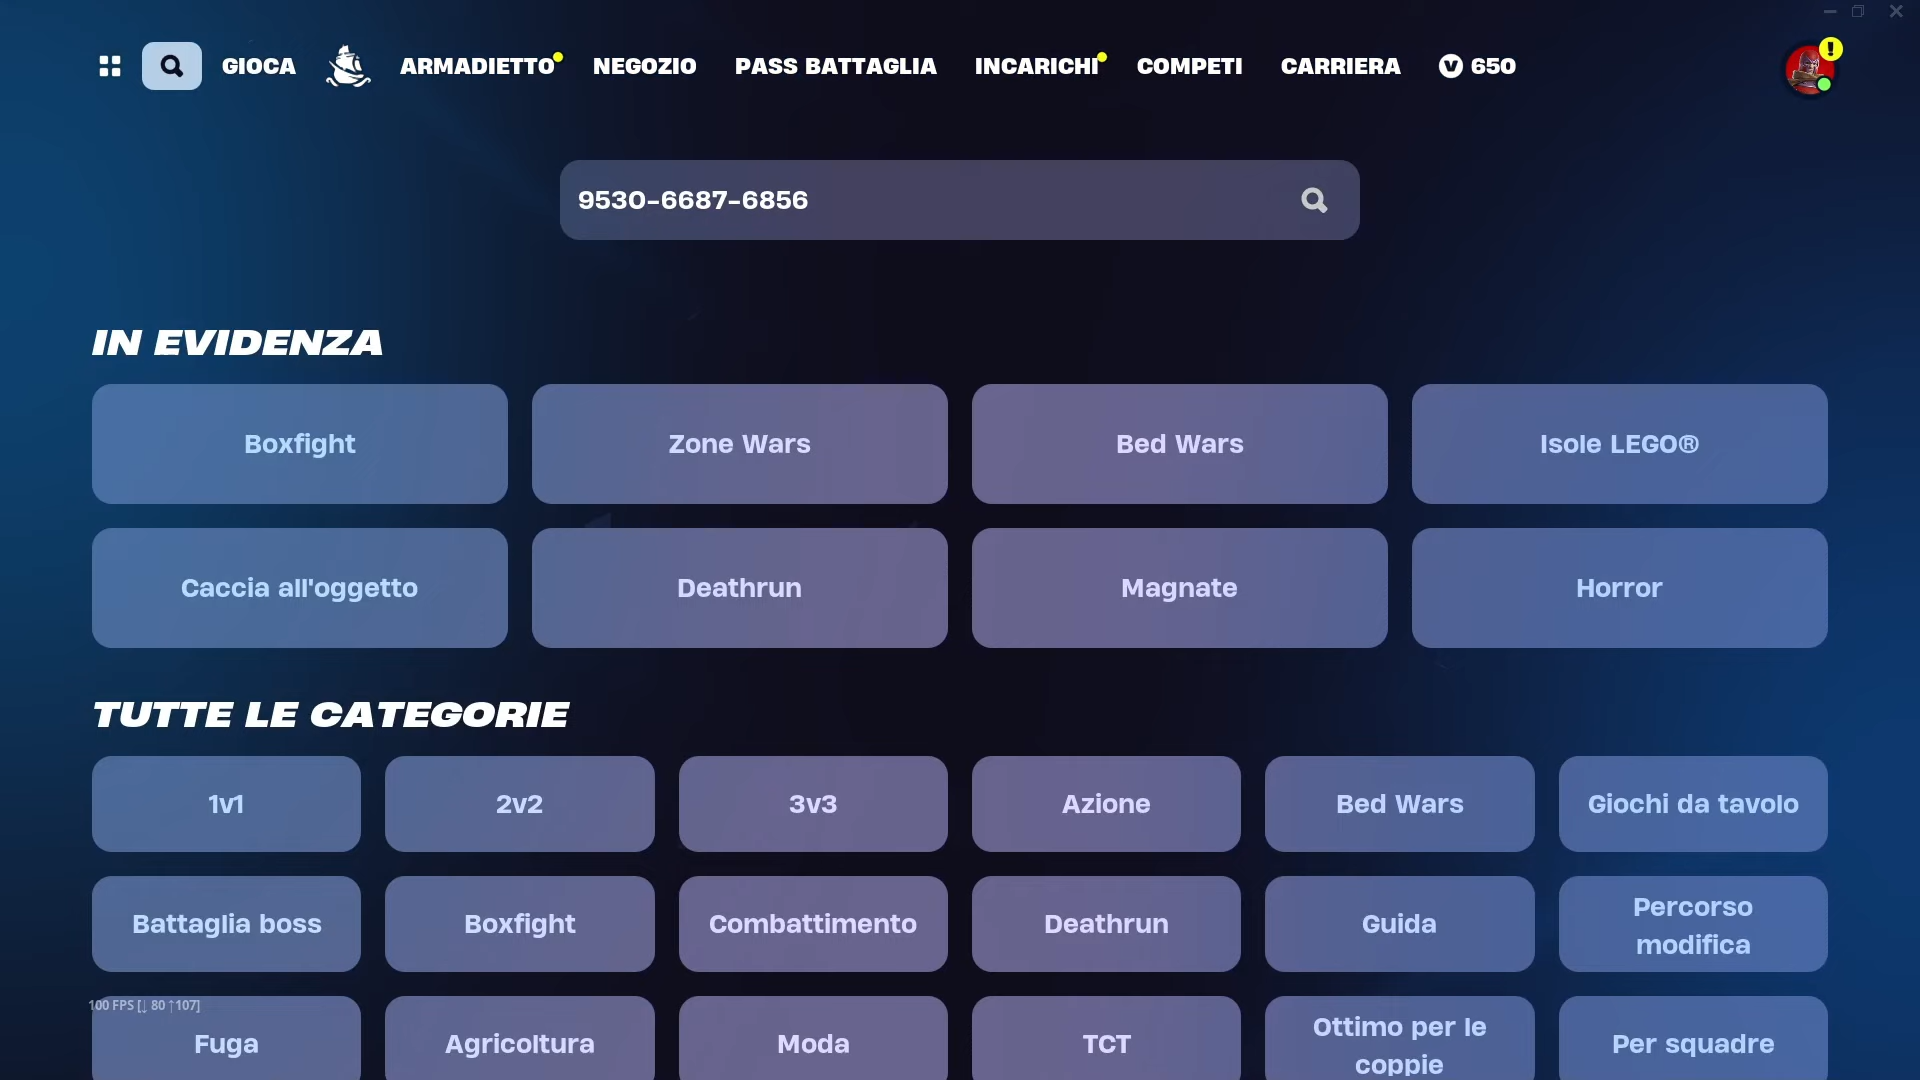 GIOCA ARMADIETTO NEGOZIO PASS BATTAGLIA INCARICHI COMPETI CARRIERA V 650 !
9530-6687-6856
IN EVIDENZA
Boxfight Zone Wars Bed Wars Isole LEGO®
Caccia all'oggetto Deathrun Magnate Horror
TUTTE LE CATEGORIE
1v1 2v2 3v3 Azione Bed Wars Giochi da tavolo
Battaglia boss Boxfight Combattimento Deathrun Guida Percorso
modifica
100 FPS [↓ 80 ↑107]
Fuga Agricoltura Moda TCT Ottimo per le
coppie
Per squadre